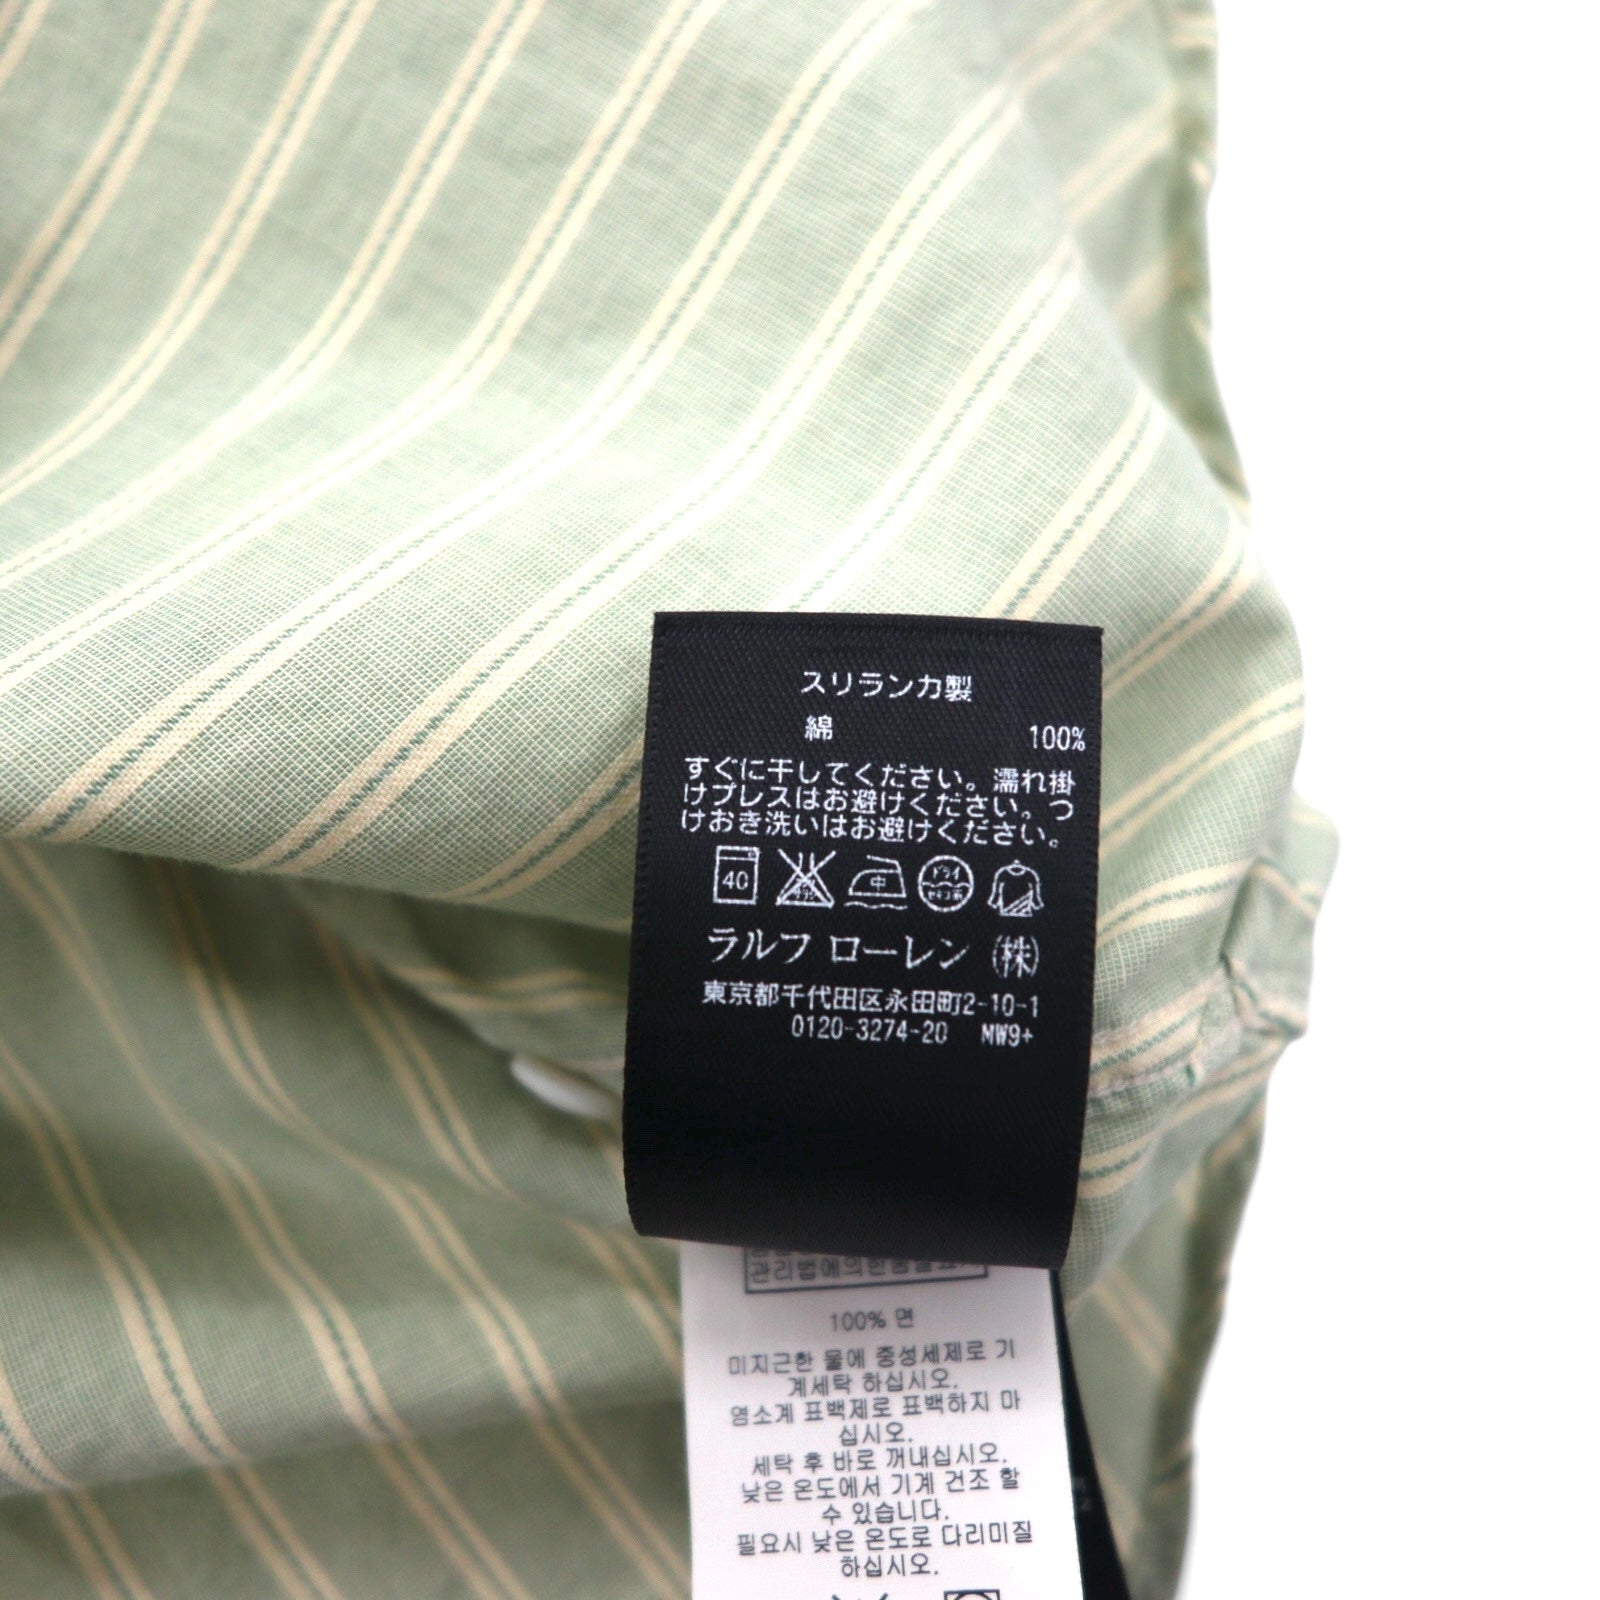 スリランカ製
綿 100%
すぐに干してください。濡れ掛
けプレスはお避けください。つ
けおき洗いはお避けください。
40 中 ドライ
ラルフ ローレン (株)
東京都千代田区永田町2-10-1
0120-3274-20 MW9+
100% 면
미지근한 물에 중성세제로 기
계세탁 하십시오.
염소계 표백제로 표백하지 마
십시오.
세탁 후 바로 꺼내십시오.
낮은 온도에서 기계 건조 할
수 있습니다.
필요시 낮은 온도로 다리미질
하십시오.